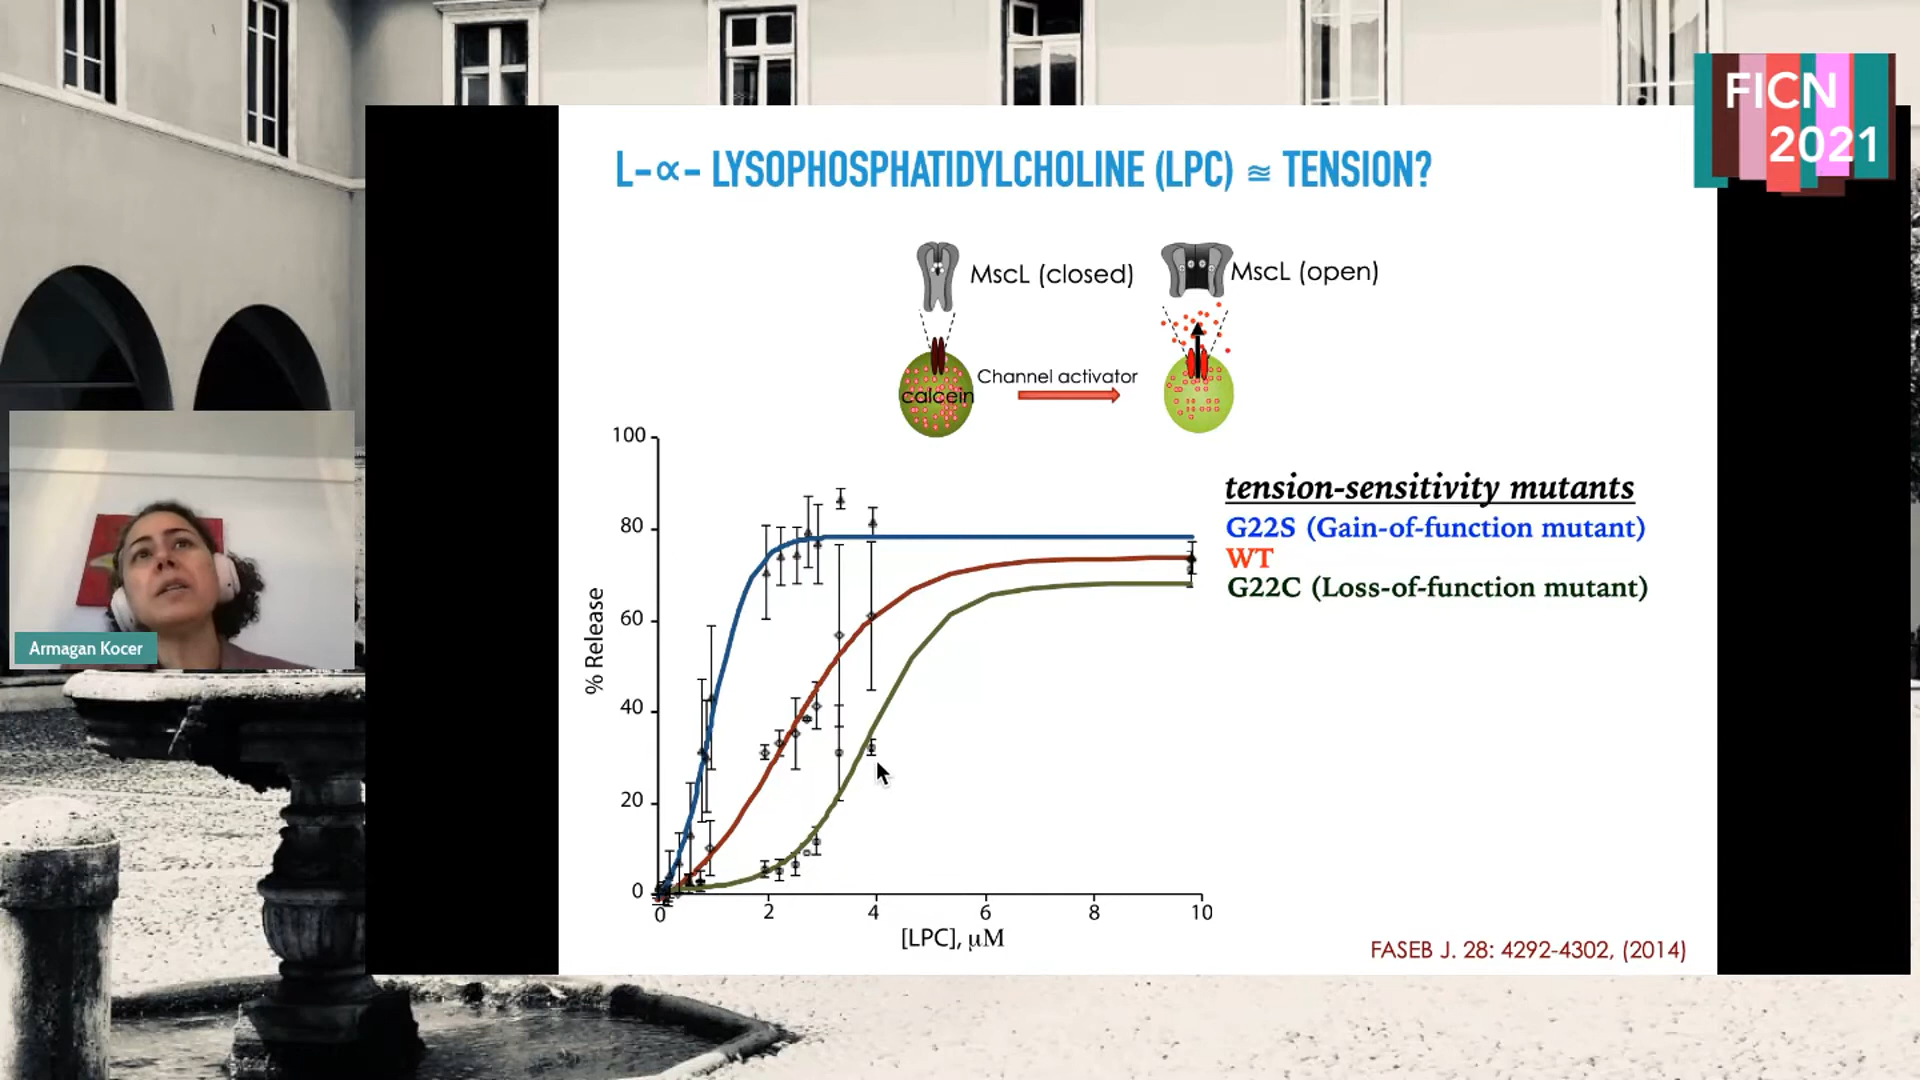 FICN
2021
L-∝- LYSOPHOSPHATIDYLCHOLINE (LPC) ≊ TENSION?
MscL (closed)
MscL (open)
Channel activator
calcein
tension-sensitivity mutants
G22S (Gain-of-function mutant)
WT
G22C (Loss-of-function mutant)
% Release
100
80
60
40
20
0
0 2 4 6 8 10
[LPC], μM
FASEB J. 28: 4292-4302, (2014)
Armagan Kocer